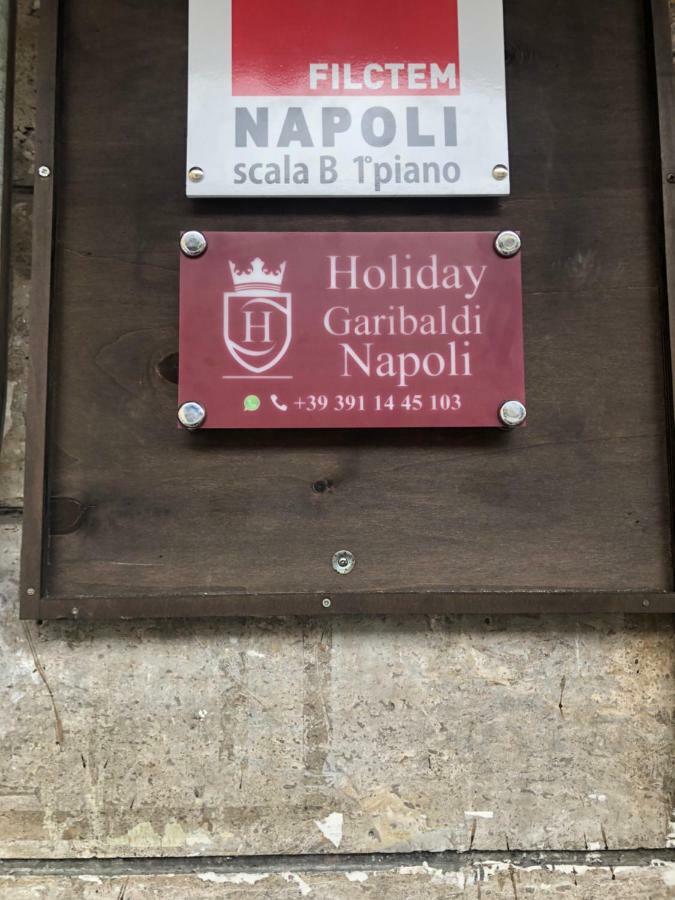 FILCTEM
NAPOLI
scala B 1°piano
H
Holiday
Garibaldi
Napoli
+39 391 14 45 103